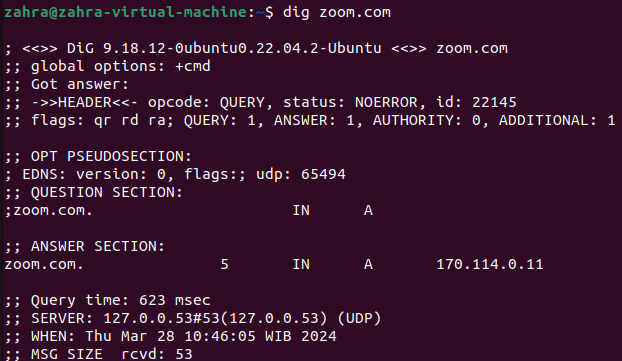 zahra@zahra-virtual-machine:~$ dig zoom.com
; <<>> DiG 9.18.12-0ubuntu0.22.04.2-Ubuntu <<>> zoom.com
;; global options: +cmd
;; Got answer:
;; ->>HEADER<<- opcode: QUERY, status: NOERROR, id: 22145
;; flags: qr rd ra; QUERY: 1, ANSWER: 1, AUTHORITY: 0, ADDITIONAL: 1
;; OPT PSEUDOSECTION:
; EDNS: version: 0, flags:; udp: 65494
;; QUESTION SECTION:
;zoom.com. IN A
;; ANSWER SECTION:
zoom.com. 5 IN A 170.114.0.11
;; Query time: 623 msec
;; SERVER: 127.0.0.53#53(127.0.0.53) (UDP)
;; WHEN: Thu Mar 28 10:46:05 WIB 2024
;; MSG SIZE rcvd: 53